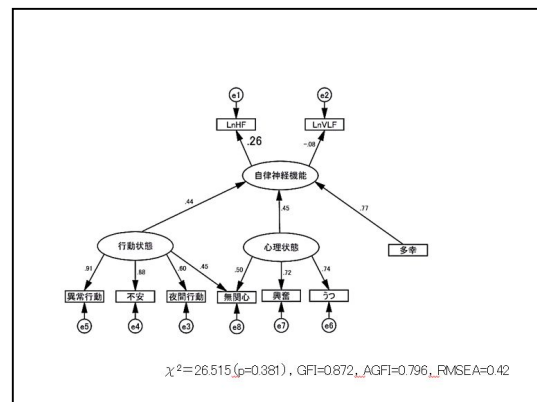 e1 e2
LnHF LnVLF
.26 -.08
自律神経機能
.44 .45 .77
行動状態 心理状態 多幸
.91 .88 .60 .45 .50 .72 .74
異常行動 不安 夜間行動 無関心 興奮 うつ
e5 e4 e3 e8 e7 e6
χ²=26.515(p=0.381), GFI=0.872, AGFI=0.796, RMSEA=0.42